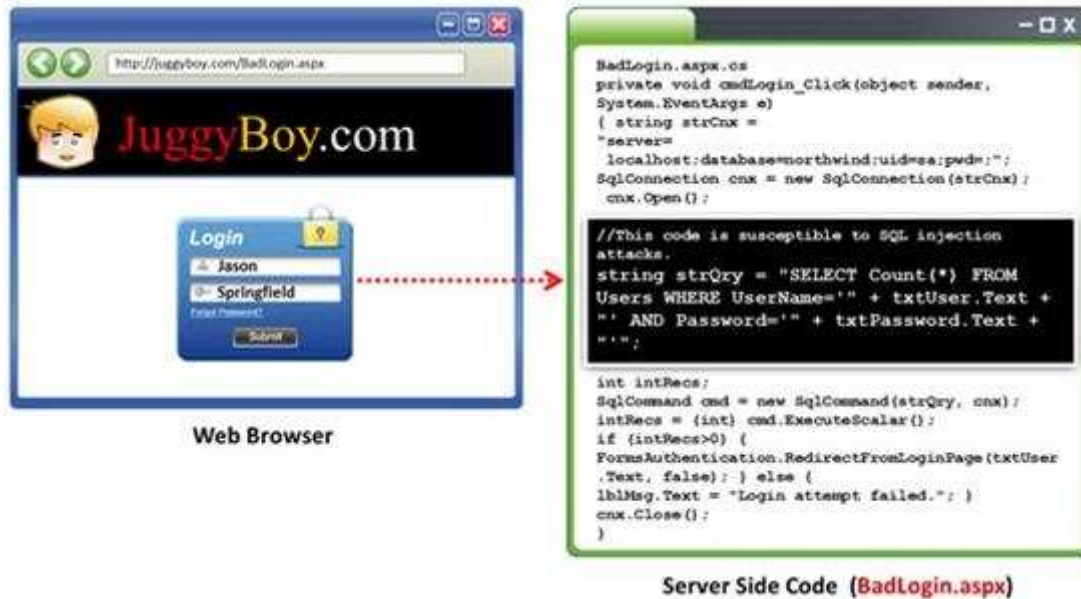 http://juggyboy.com/BadLogin.aspx
JuggyBoy.com
Login
Jason
Springfield
Forgot Password?
Submit
Web Browser
BadLogin.aspx.cs
private void cmdLogin_Click(object sender,
System.EventArgs e)
{ string strCnx =
"server=
localhost;database=northwind;uid=sa;pwd=;";
SqlConnection cnx = new SqlConnection(strCnx);
cnx.Open();
//This code is susceptible to SQL injection
attacks.
string strQry = "SELECT Count(*) FROM
Users WHERE UserName='" + txtUser.Text +
"' AND Password='" + txtPassword.Text +
"'";
int intRecs;
SqlCommand cmd = new SqlCommand(strQry, cnx);
intRecs = (int) cmd.ExecuteScalar();
if (intRecs>0) {
FormsAuthentication.RedirectFromLoginPage(txtUser
.Text, false); } else {
lblMsg.Text = "Login attempt failed."; }
cnx.Close();
}
Server Side Code (BadLogin.aspx)